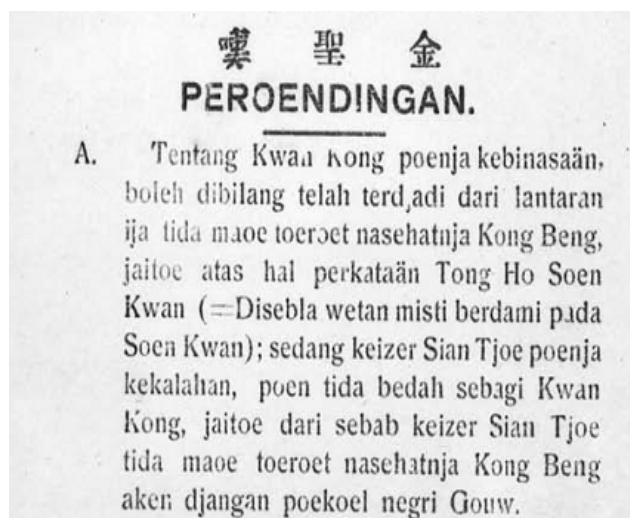 金 聖 嘆
PEROENDINGAN.
A. Tentang Kwan Kong poenja kebinasaän,
boleh dibilang telah terdjadi dari lantaran
ija tida maoe toeroet nasehatnja Kong Beng,
jaitoe atas hal perkataän Tong Ho Soen
Kwan (=Disebla wetan misti berdami pada
Soen Kwan); sedang keizer Sian Tjoe poenja
kekalahan, poen tida bedah sebagi Kwan
Kong, jaitoe dari sebab keizer Sian Tjoe
tida maoe toeroet nasehatnja Kong Beng
aken djangan poekoel negri Gouw.